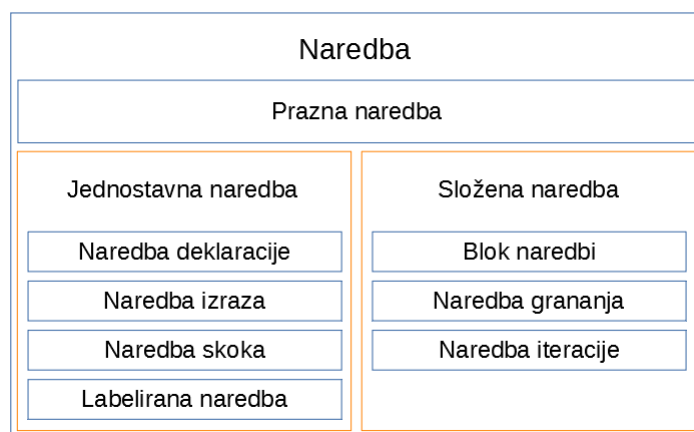 Naredba
Prazna naredba
Jednostavna naredba
Naredba deklaracije
Naredba izraza
Naredba skoka
Labelirana naredba
Složena naredba
Blok naredbi
Naredba grananja
Naredba iteracije